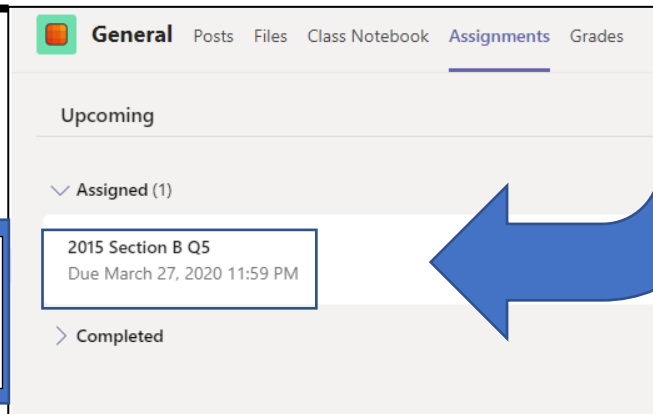 General Posts Files Class Notebook Assignments Grades
Upcoming
Assigned (1)
2015 Section B Q5
Due March 27, 2020 11:59 PM
Completed